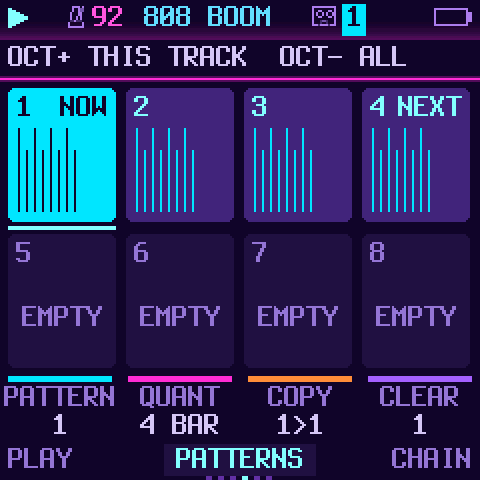 92 808 BOOM 1
OCT+ THIS TRACK OCT- ALL
1 NOW 2 3 4 NEXT
5 6 7 8
EMPTY EMPTY EMPTY EMPTY
PATTERN QUANT COPY CLEAR
1 4 BAR 1>1 1
PLAY PATTERNS CHAIN